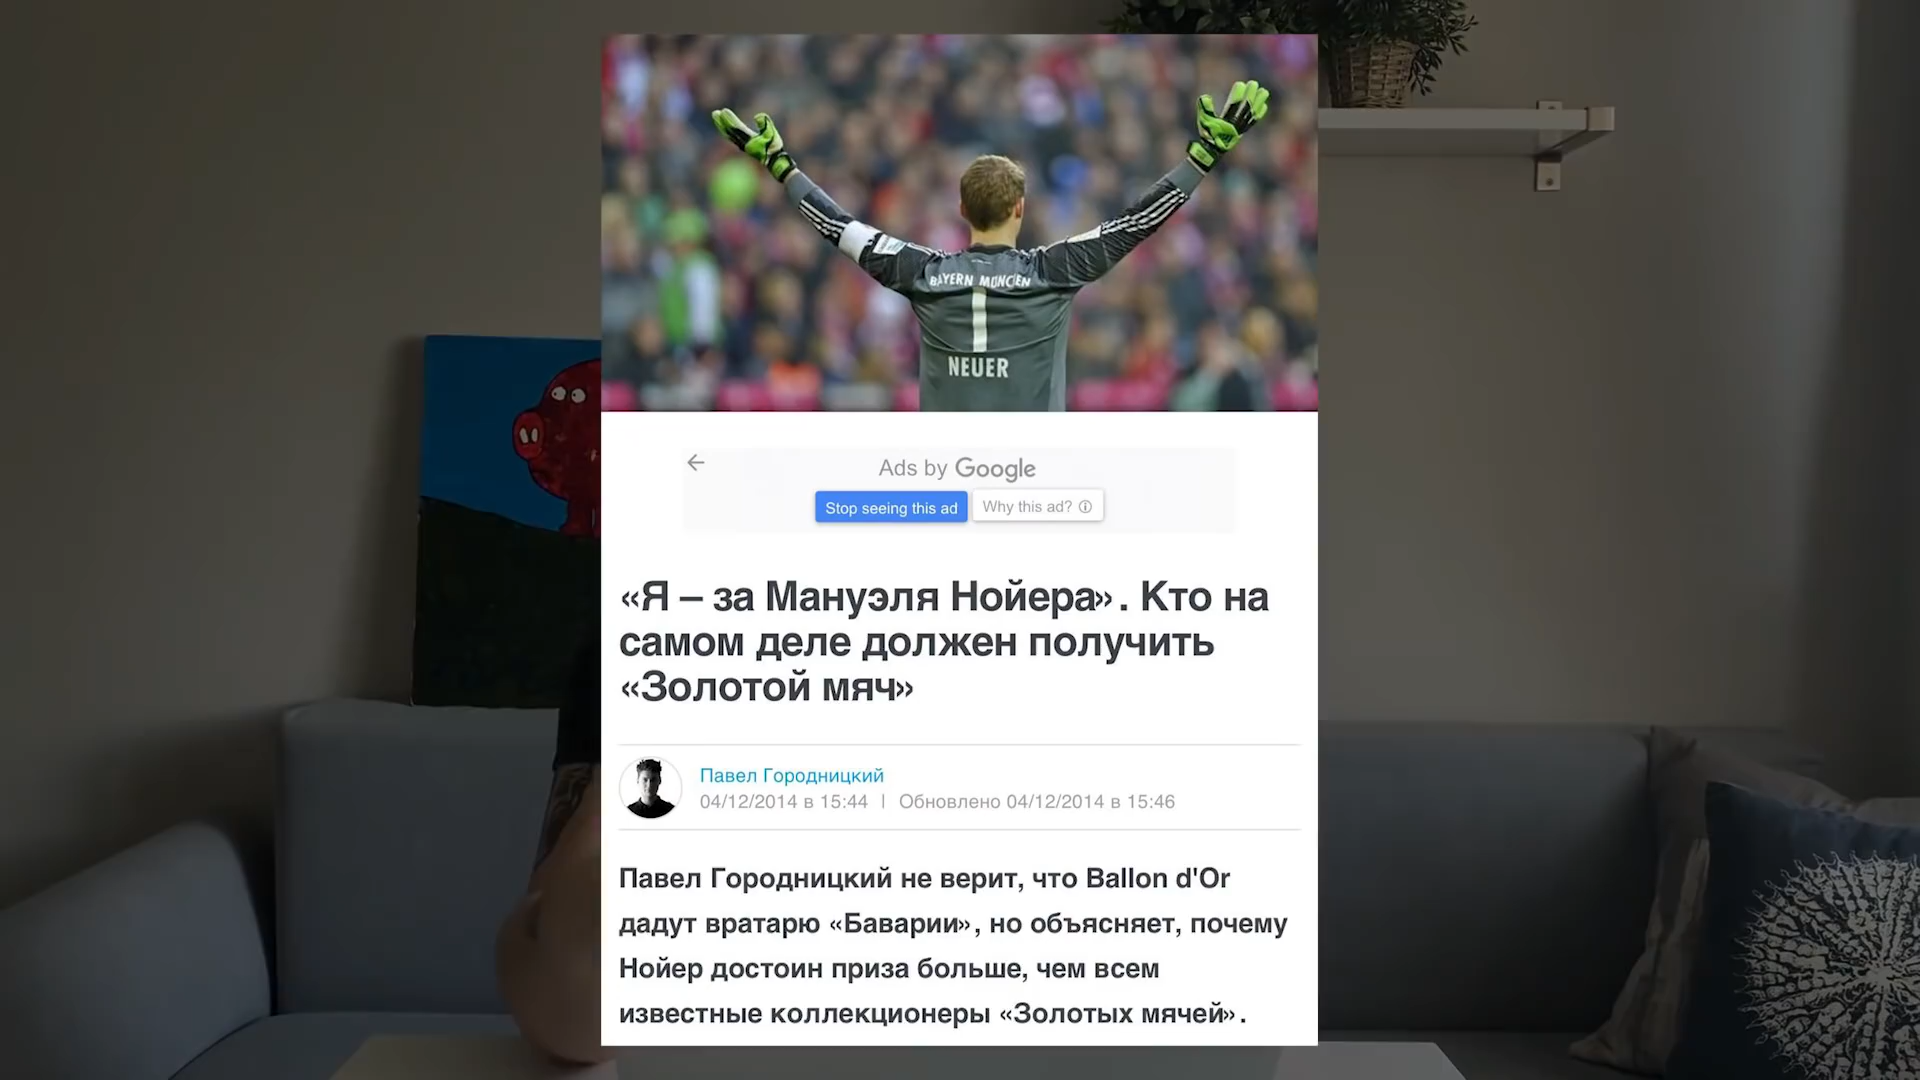 BAYERN MÜNCHEN
1
NEUER
Ads by Google
Stop seeing this ad
Why this ad?
«Я – за Мануэля Нойера». Кто на
самом деле должен получить
«Золотой мяч»
Павел Городницкий
04/12/2014 в 15:44 | Обновлено 04/12/2014 в 15:46
Павел Городницкий не верит, что Ballon d'Or
дадут вратарю «Баварии», но объясняет, почему
Нойер достоин приза больше, чем всем
известные коллекционеры «Золотых мячей».